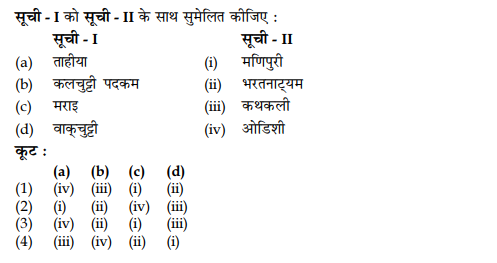 सूची - I को सूची - II के साथ सुमेलित कीजिए :
सूची - I सूची - II
(a) ताहीया (i) मणिपुरी
(b) कलचुट्टी पदकम (ii) भरतनाट्यम
(c) मराइ (iii) कथकली
(d) वाक्चुट्टी (iv) ओडिशी
कूट :
(a) (b) (c) (d)
(1) (iv) (iii) (i) (ii)
(2) (i) (ii) (iv) (iii)
(3) (iv) (ii) (i) (iii)
(4) (iii) (iv) (ii) (i)